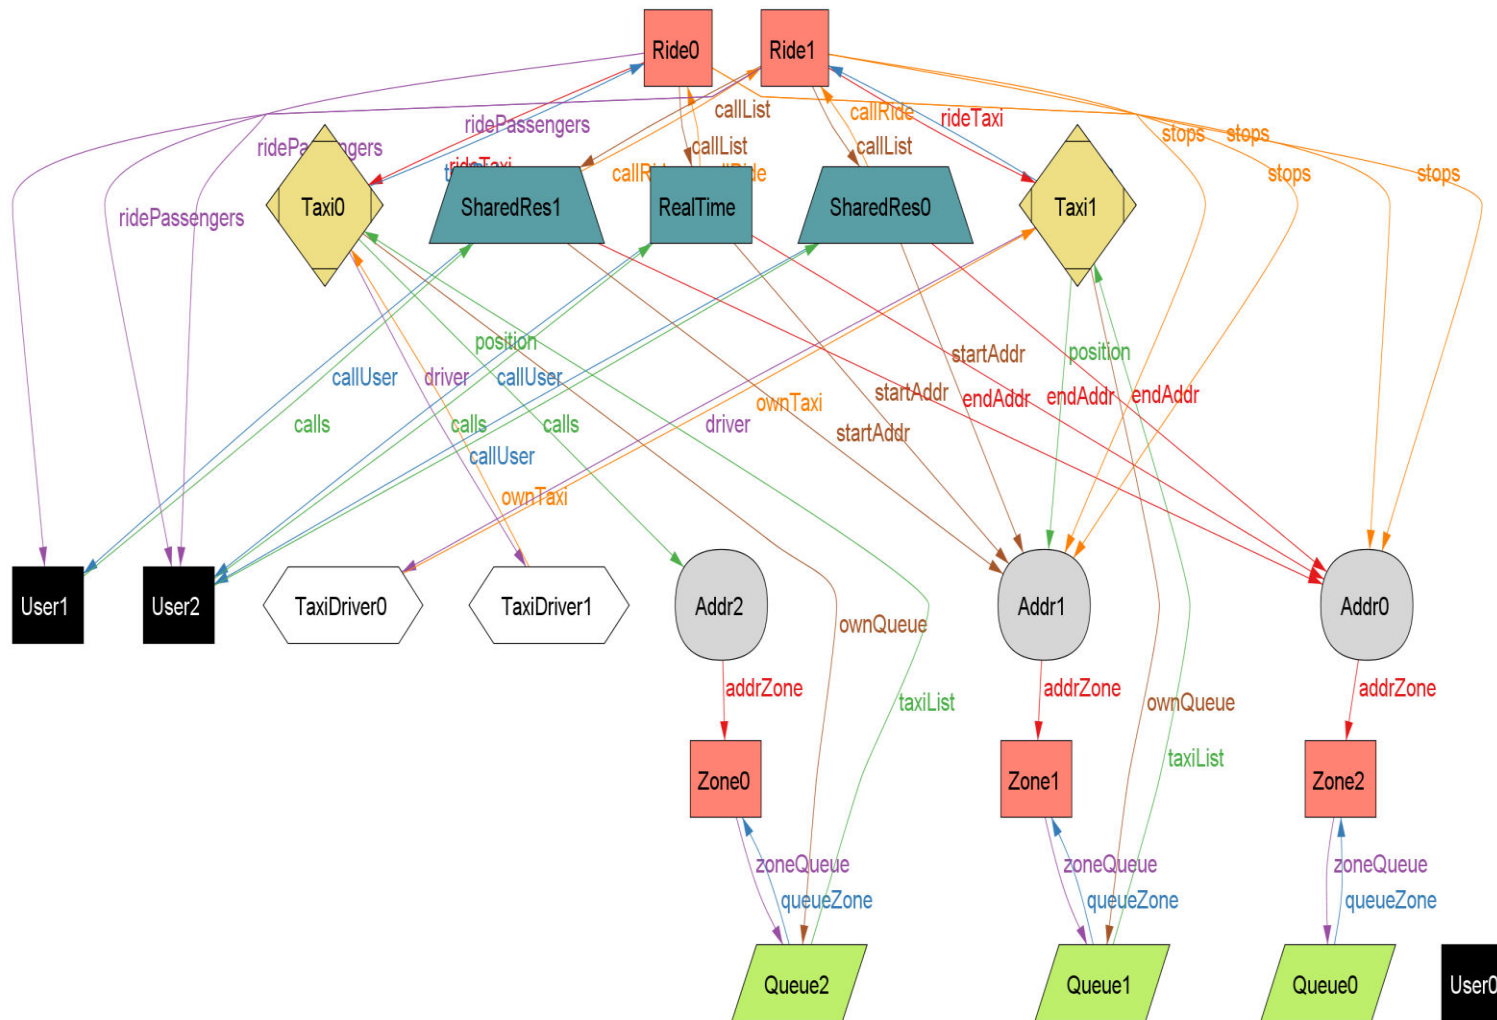 Ride0
Ride1
callList
callRide
rideTaxi
ridePassengers
stops
stops
callList
callList
ridePassengers
stops
stops
rideTaxi
callRide
Taxi0
SharedRes1
RealTime
SharedRes0
Taxi1
ridePassengers
position
startAddr
position
callUser
driver
callUser
startAddr
endAddr
endAddr
endAddr
ownTaxi
calls
calls
calls
driver
startAddr
callUser
ownTaxi
User1
User2
TaxiDriver0
TaxiDriver1
Addr2
Addr1
Addr0
ownQueue
addrZone
addrZone
addrZone
taxiList
ownQueue
taxiList
Zone0
Zone1
Zone2
zoneQueue
zoneQueue
zoneQueue
queueZone
queueZone
queueZone
Queue2
Queue1
Queue0
User0